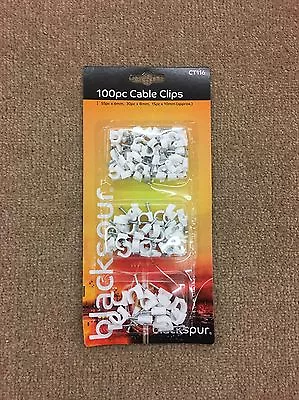 CT116
100pc Cable Clips
( 55pc x 6mm, 30pc x 8mm, 15pc x 10mm (approx.)
blackspur.
blackspur.